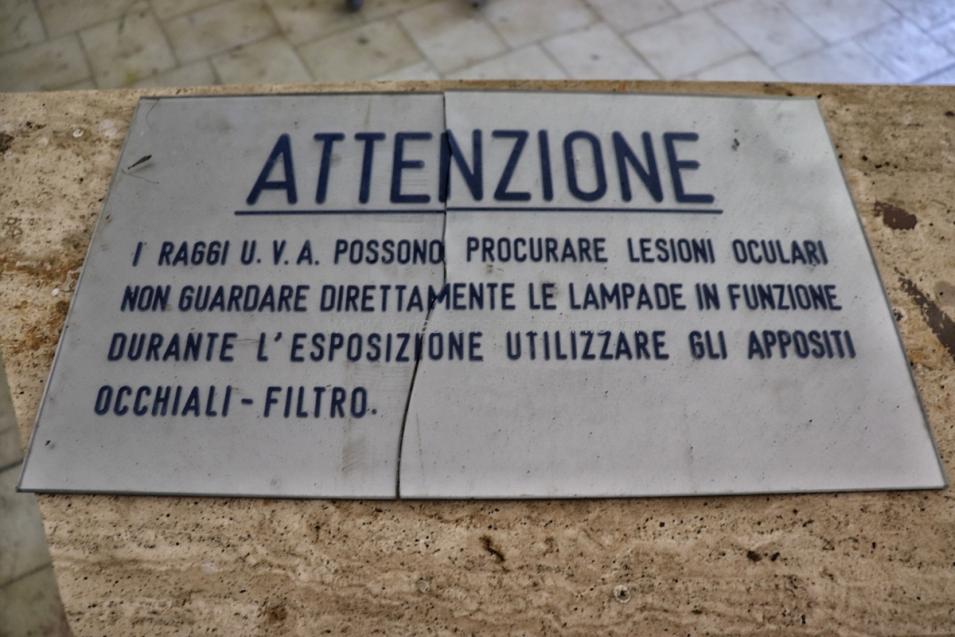 ATTENZIONE
I RAGGI U.V.A. POSSONO PROCURARE LESIONI OCULARI
NON GUARDARE DIRETTAMENTE LE LAMPADE IN FUNZIONE
DURANTE L'ESPOSIZIONE UTILIZZARE GLI APPOSITI
OCCHIALI-FILTRO.